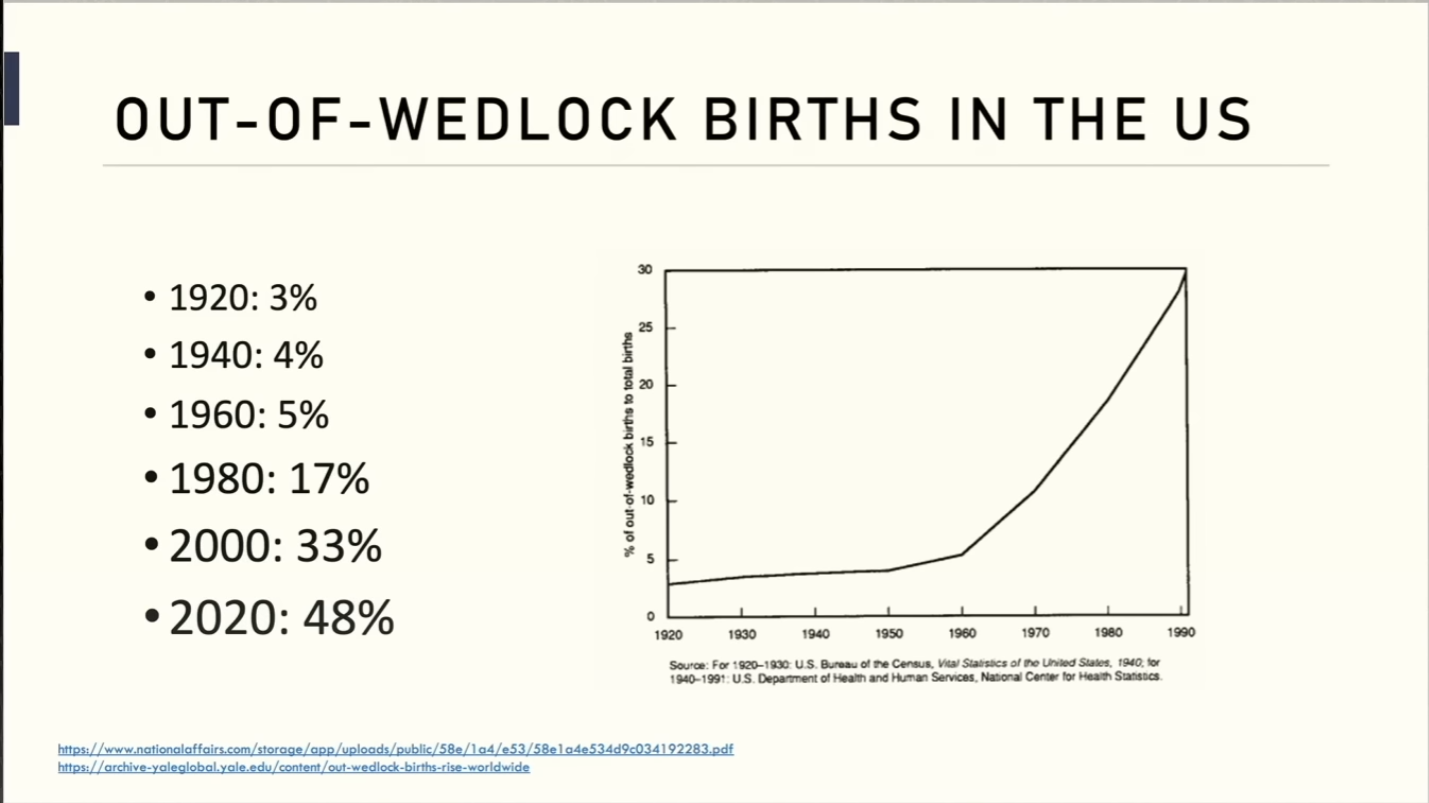 OUT-OF-WEDLOCK BIRTHS IN THE US
• 1920: 3%
• 1940: 4%
• 1960: 5%
• 1980: 17%
• 2000: 33%
• 2020: 48%
% of out-of-wedlock births to total births
30
25
20
15
10
5
0
1920 1930 1940 1950 1960 1970 1980 1990
Source: For 1920–1930: U.S. Bureau of the Census, Vital Statistics of the United States, 1940; for
1940–1991: U.S. Department of Health and Human Services, National Center for Health Statistics.
https://www.nationalaffairs.com/storage/app/uploads/public/58e/1a4/e53/58e1a4e534d9c034192283.pdf
https://archive-yaleglobal.yale.edu/content/out-wedlock-births-rise-worldwide